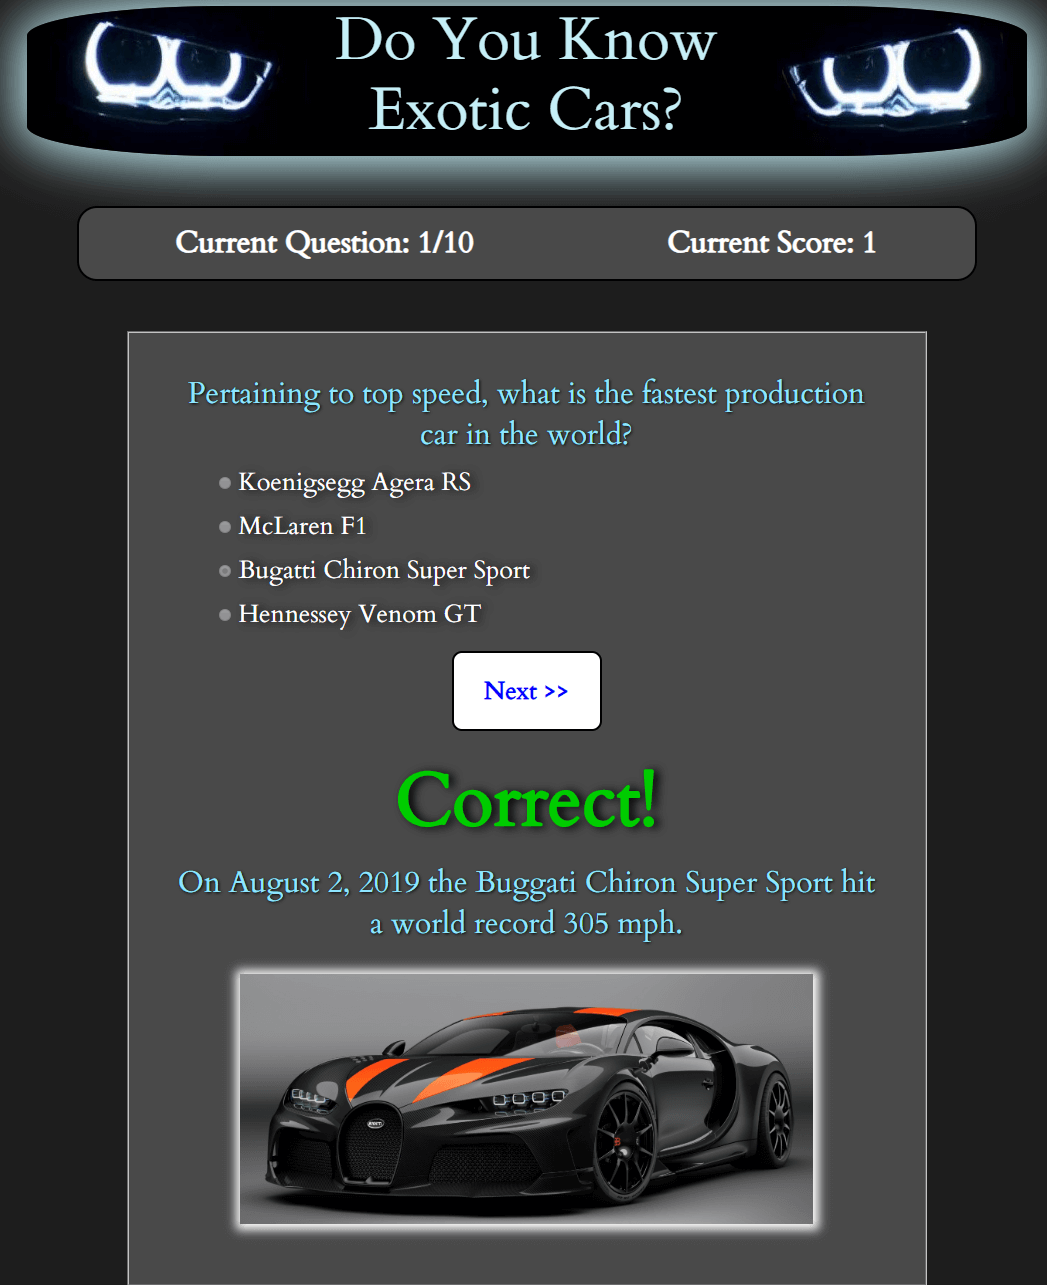 Do You Know
Exotic Cars?
Current Question: 1/10
Current Score: 1
Pertaining to top speed, what is the fastest production
car in the world?
Koenigsegg Agera RS
McLaren F1
Bugatti Chiron Super Sport
Hennessey Venom GT
Next >>
Correct!
On August 2, 2019 the Buggati Chiron Super Sport hit
a world record 305 mph.